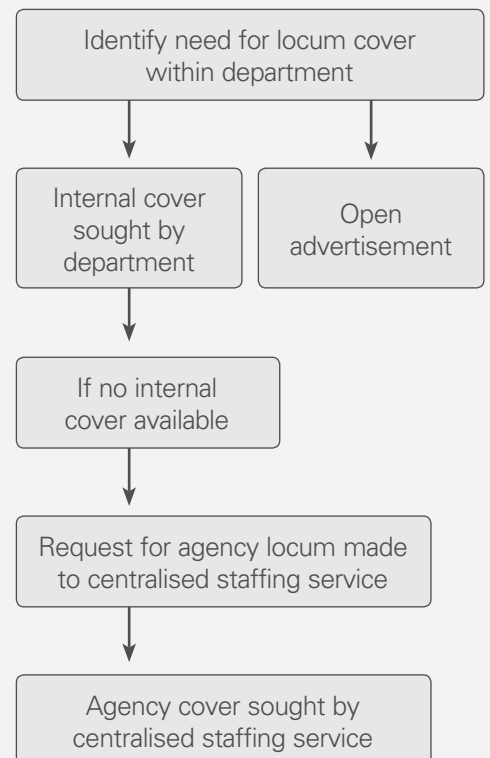 Identify need for locum cover
within department
Internal cover
sought by
department
Open
advertisement
If no internal
cover available
Request for agency locum made
to centralised staffing service
Agency cover sought by
centralised staffing service